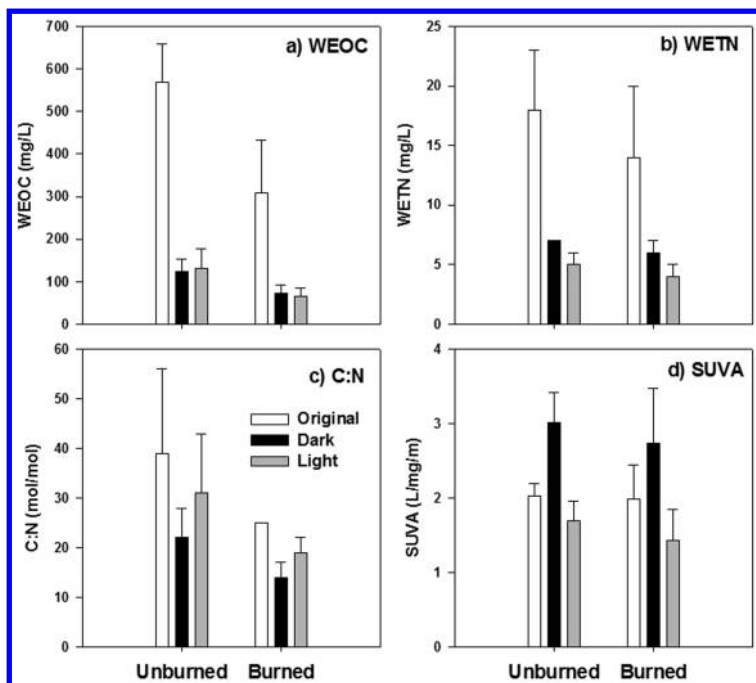 a) WEOC
WEOC (mg/L)
700
600
500
400
300
200
100
0
b) WETN
WETN (mg/L)
25
20
15
10
5
0
c) C:N
C:N (mol/mol)
60
50
40
30
20
10
0
Original
Dark
Light
Unburned Burned
d) SUVA
SUVA (L/mg/m)
4
3
2
1
0
Unburned Burned